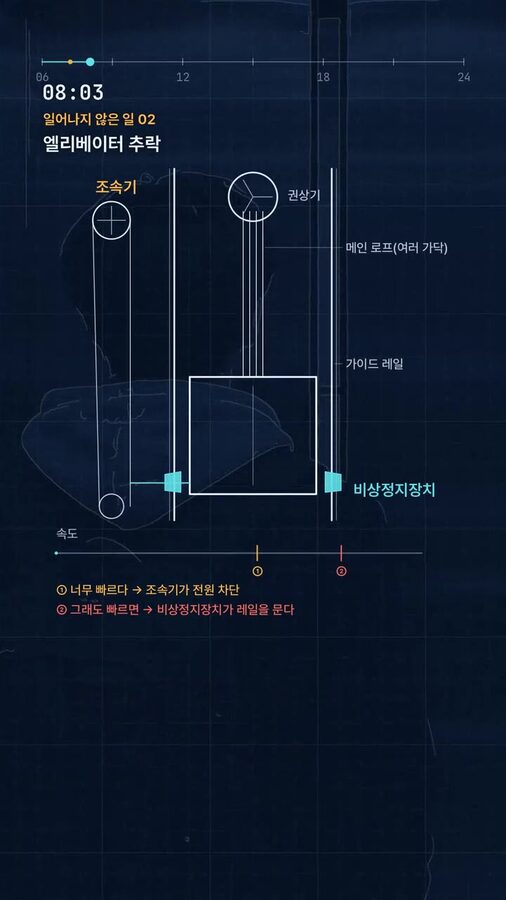 06 12 18 24
08:03
일어나지 않은 일 02
엘리베이터 추락
조속기
권상기
메인 로프(여러 가닥)
가이드 레일
비상정지장치
속도
① ②
① 너무 빠르다 → 조속기가 전원 차단
② 그래도 빠르면 → 비상정지장치가 레일을 문다